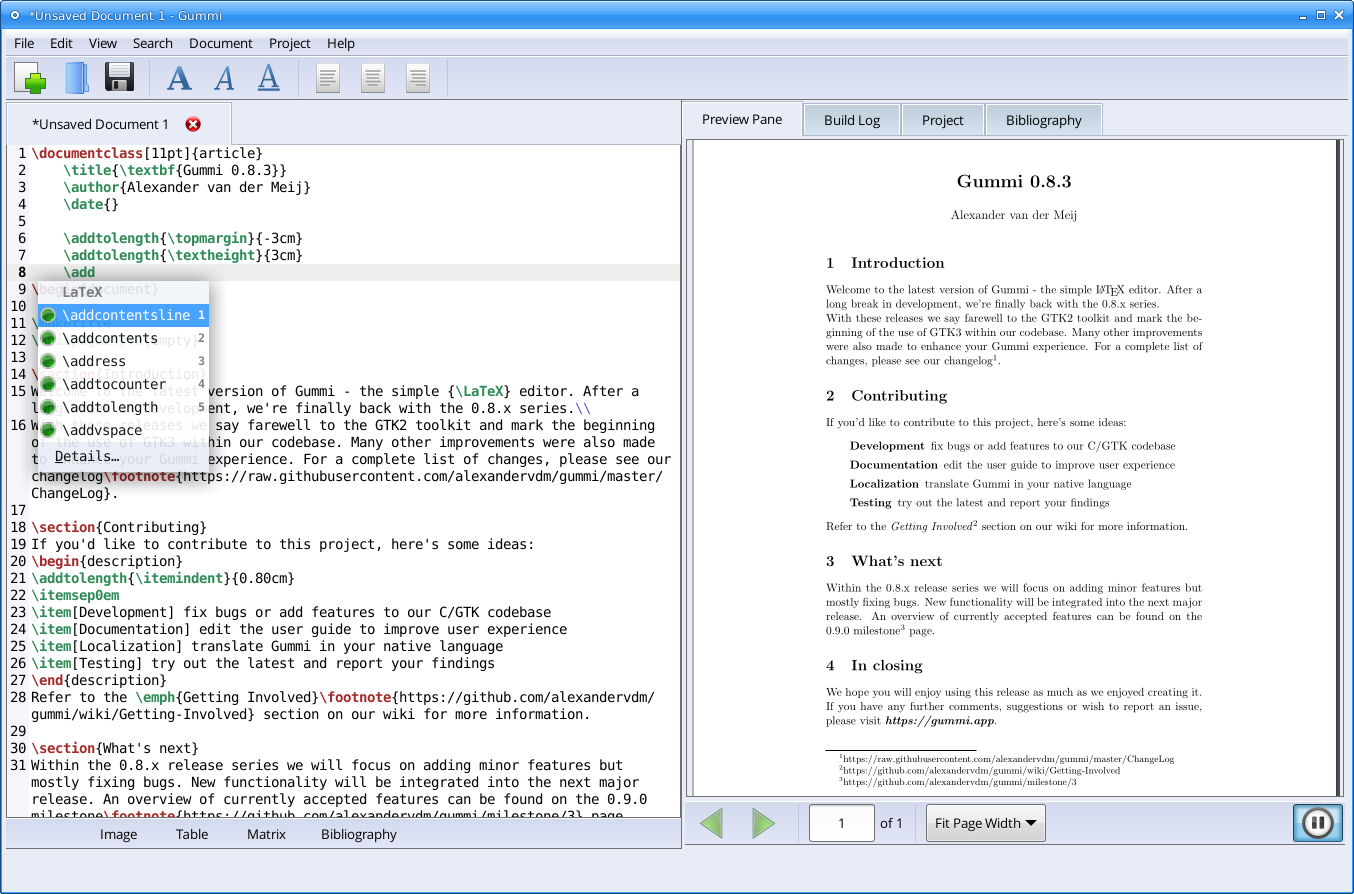 *Unsaved Document 1 - Gummi
File Edit View Search Document Project Help
A A A
*Unsaved Document 1
1 \documentclass[11pt]{article}
2 \title{\textbf{Gummi 0.8.3}}
3 \author{Alexander van der Meij}
4 \date{}
5
6 \addtolength{\topmargin}{-3cm}
7 \addtolength{\textheight}{3cm}
8 \add
9
LaTeX
\addcontentsline 1
\addcontents 2
\address 3
\addtocounter 4
\addtolength 5
\addvspace
Details…
10
11
12
13
14
15 version of Gummi - the simple {\LaTeX} editor. After a
we're finally back with the 0.8.x series.\\
16 say farewell to the GTK2 toolkit and mark the beginning
our codebase. Many other improvements were also made
experience. For a complete list of changes, please see our
changelog\footnote{https://raw.githubusercontent.com/alexandervdm/gummi/master/
ChangeLog}.
17
18 \section{Contributing}
19 If you'd like to contribute to this project, here's some ideas:
20 \begin{description}
21 \addtolength{\itemindent}{0.80cm}
22 \itemsep0em
23 \item[Development] fix bugs or add features to our C/GTK codebase
24 \item[Documentation] edit the user guide to improve user experience
25 \item[Localization] translate Gummi in your native language
26 \item[Testing] try out the latest and report your findings
27 \end{description}
28 Refer to the \emph{Getting Involved}\footnote{https://github.com/alexandervdm/
gummi/wiki/Getting-Involved} section on our wiki for more information.
29
30 \section{What's next}
31 Within the 0.8.x release series we will focus on adding minor features but
mostly fixing bugs. New functionality will be integrated into the next major
release. An overview of currently accepted features can be found on the 0.9.0
milestone\footnote{https://github.com/alexandervdm/gummi/milestone/3} page.
Image Table Matrix Bibliography
Preview Pane Build Log Project Bibliography
Gummi 0.8.3
Alexander van der Meij
1 Introduction
Welcome to the latest version of Gummi - the simple LATEX editor. After a
long break in development, we're finally back with the 0.8.x series.
With these releases we say farewell to the GTK2 toolkit and mark the be-
ginning of the use of GTK3 within our codebase. Many other improvements
were also made to enhance your Gummi experience. For a complete list of
changes, please see our changelog1.
2 Contributing
If you'd like to contribute to this project, here's some ideas:
Development fix bugs or add features to our C/GTK codebase
Documentation edit the user guide to improve user experience
Localization translate Gummi in your native language
Testing try out the latest and report your findings
Refer to the Getting Involved2 section on our wiki for more information.
3 What's next
Within the 0.8.x release series we will focus on adding minor features but
mostly fixing bugs. New functionality will be integrated into the next major
release. An overview of currently accepted features can be found on the
0.9.0 milestone3 page.
4 In closing
We hope you will enjoy using this release as much as we enjoyed creating it.
If you have any further comments, suggestions or wish to report an issue,
please visit https://gummi.app.
1https://raw.githubusercontent.com/alexandervdm/gummi/master/ChangeLog
2https://github.com/alexandervdm/gummi/wiki/Getting-Involved
3https://github.com/alexandervdm/gummi/milestone/3
1 of 1 Fit Page Width